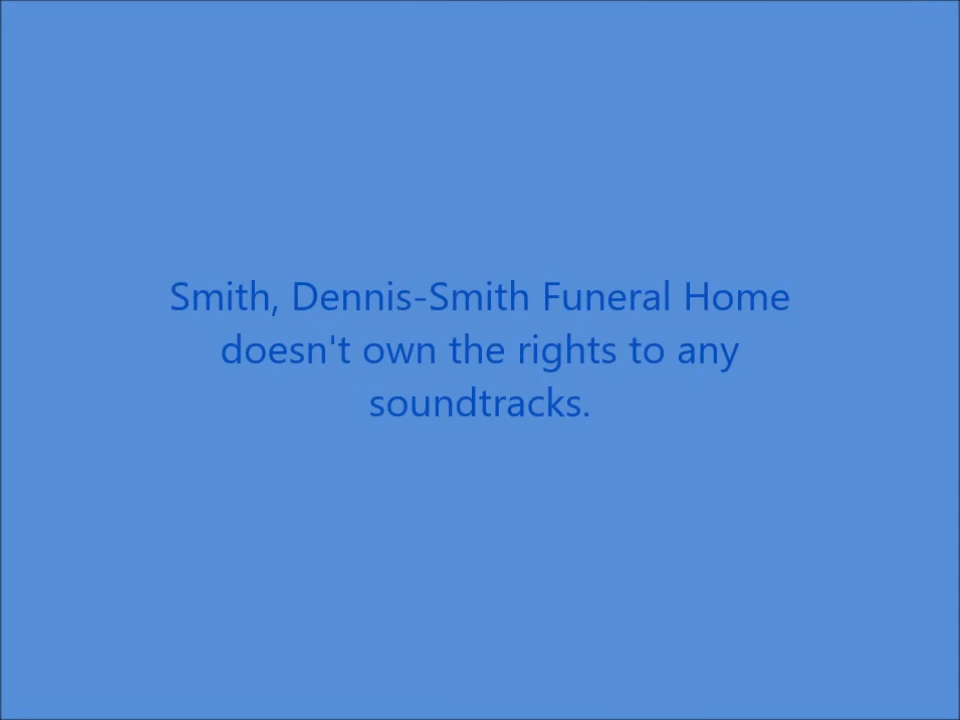 Smith, Dennis-Smith Funeral Home
doesn't own the rights to any
soundtracks.